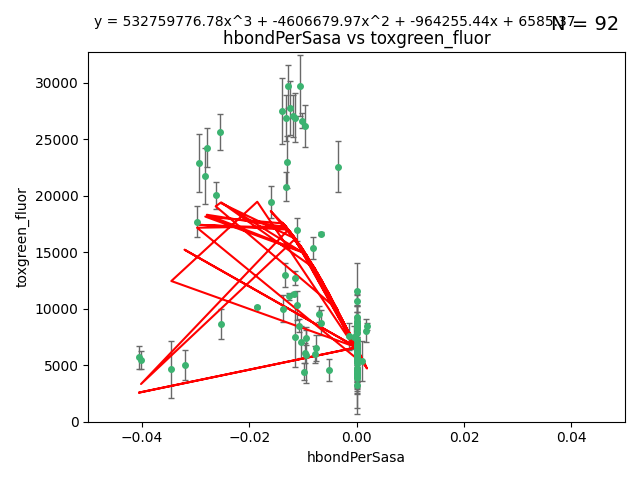 y = 532759776.78x^3 + -4606679.97x^2 + -964255.44x + 6585.37
N = 92
hbondPerSasa vs toxgreen_fluor
30000
25000
20000
15000
10000
5000
0
toxgreen_fluor
−0.04
−0.02
0.00
0.02
0.04
hbondPerSasa